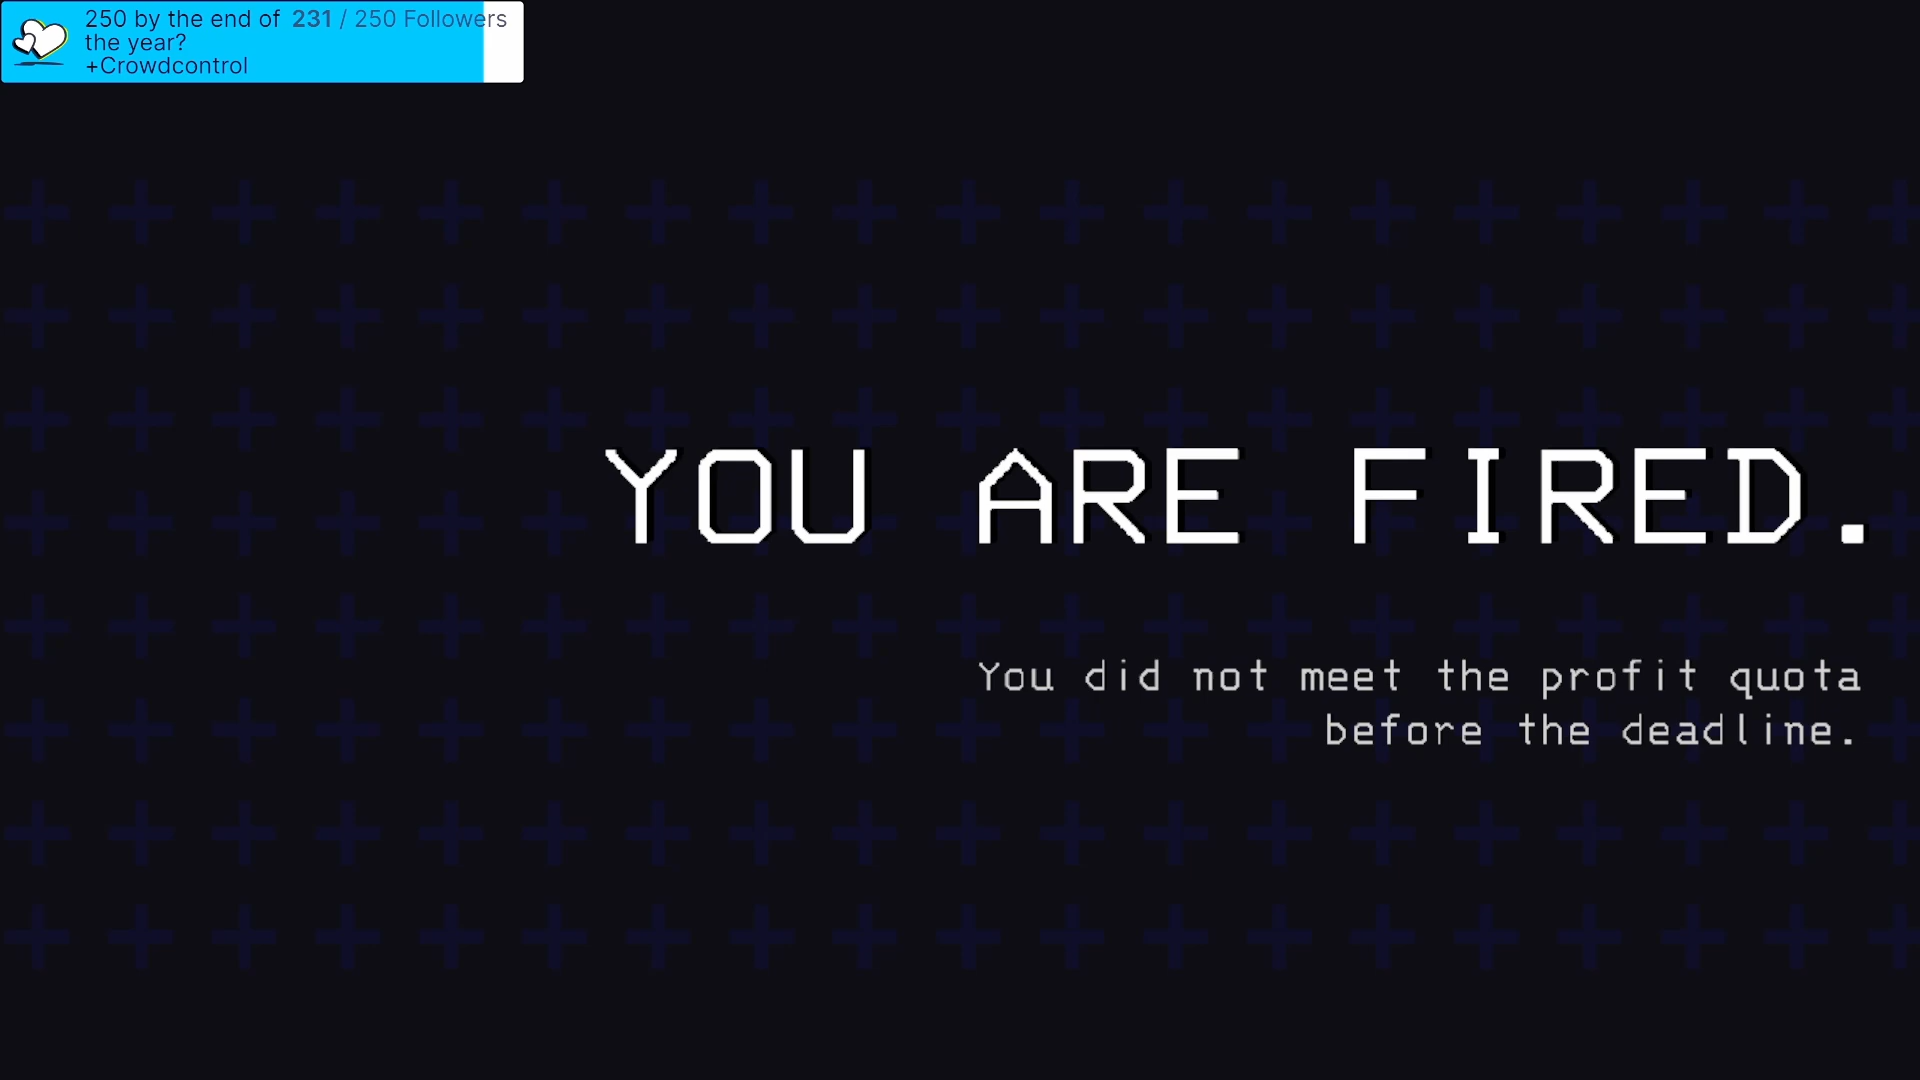 250 by the end of 231 / 250 Followers
the year?
+Crowdcontrol
YOU ARE FIRED.
You did not meet the profit quota
before the deadline.